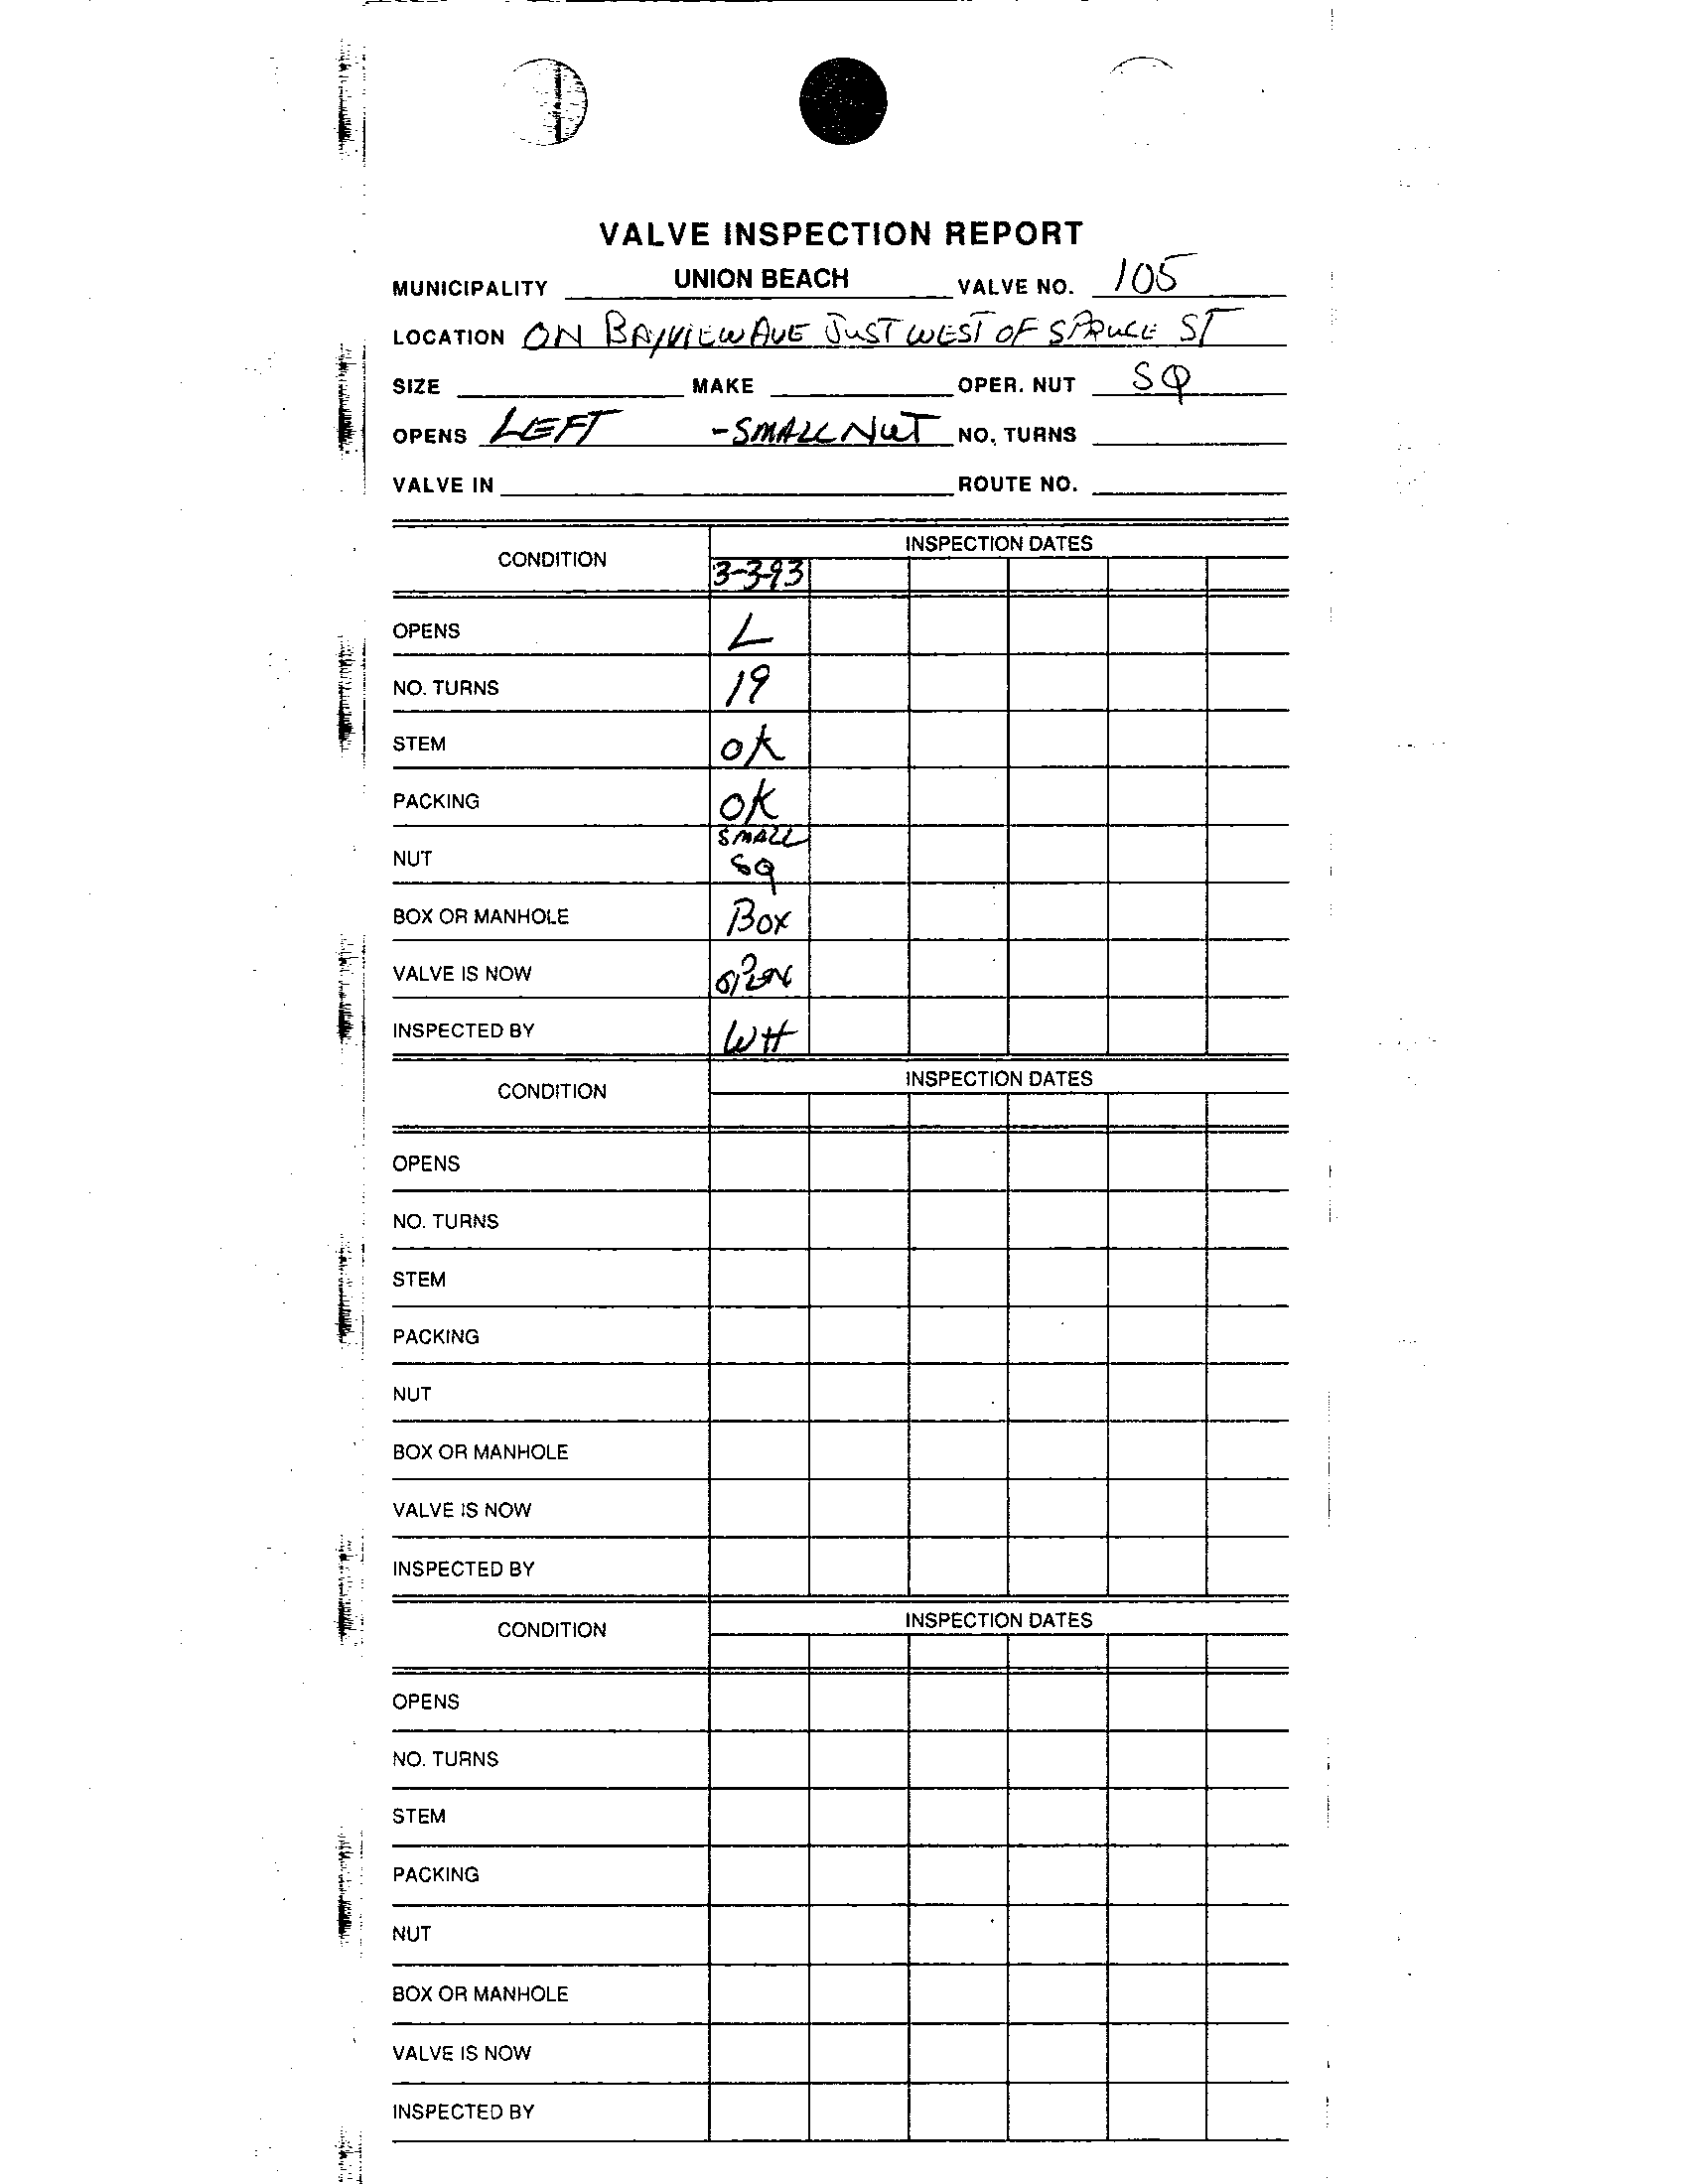 VALVE INSPECTION REPORT
MUNICIPALITY UNION BEACH VALVE NO. 105
LOCATION ON BAYVIEW AVE JUST WEST OF SPRUCE ST
SIZE MAKE OPER. NUT SQ
OPENS LEFT -SMALL NUT NO. TURNS
VALVE IN ROUTE NO.
CONDITION INSPECTION DATES
3-3-93
OPENS L
NO. TURNS 19
STEM OK
PACKING OK
NUT SMALL SQ
BOX OR MANHOLE BOX
VALVE IS NOW OPEN
INSPECTED BY WH
CONDITION INSPECTION DATES
OPENS
NO. TURNS
STEM
PACKING
NUT
BOX OR MANHOLE
VALVE IS NOW
INSPECTED BY
CONDITION INSPECTION DATES
OPENS
NO. TURNS
STEM
PACKING
NUT
BOX OR MANHOLE
VALVE IS NOW
INSPECTED BY